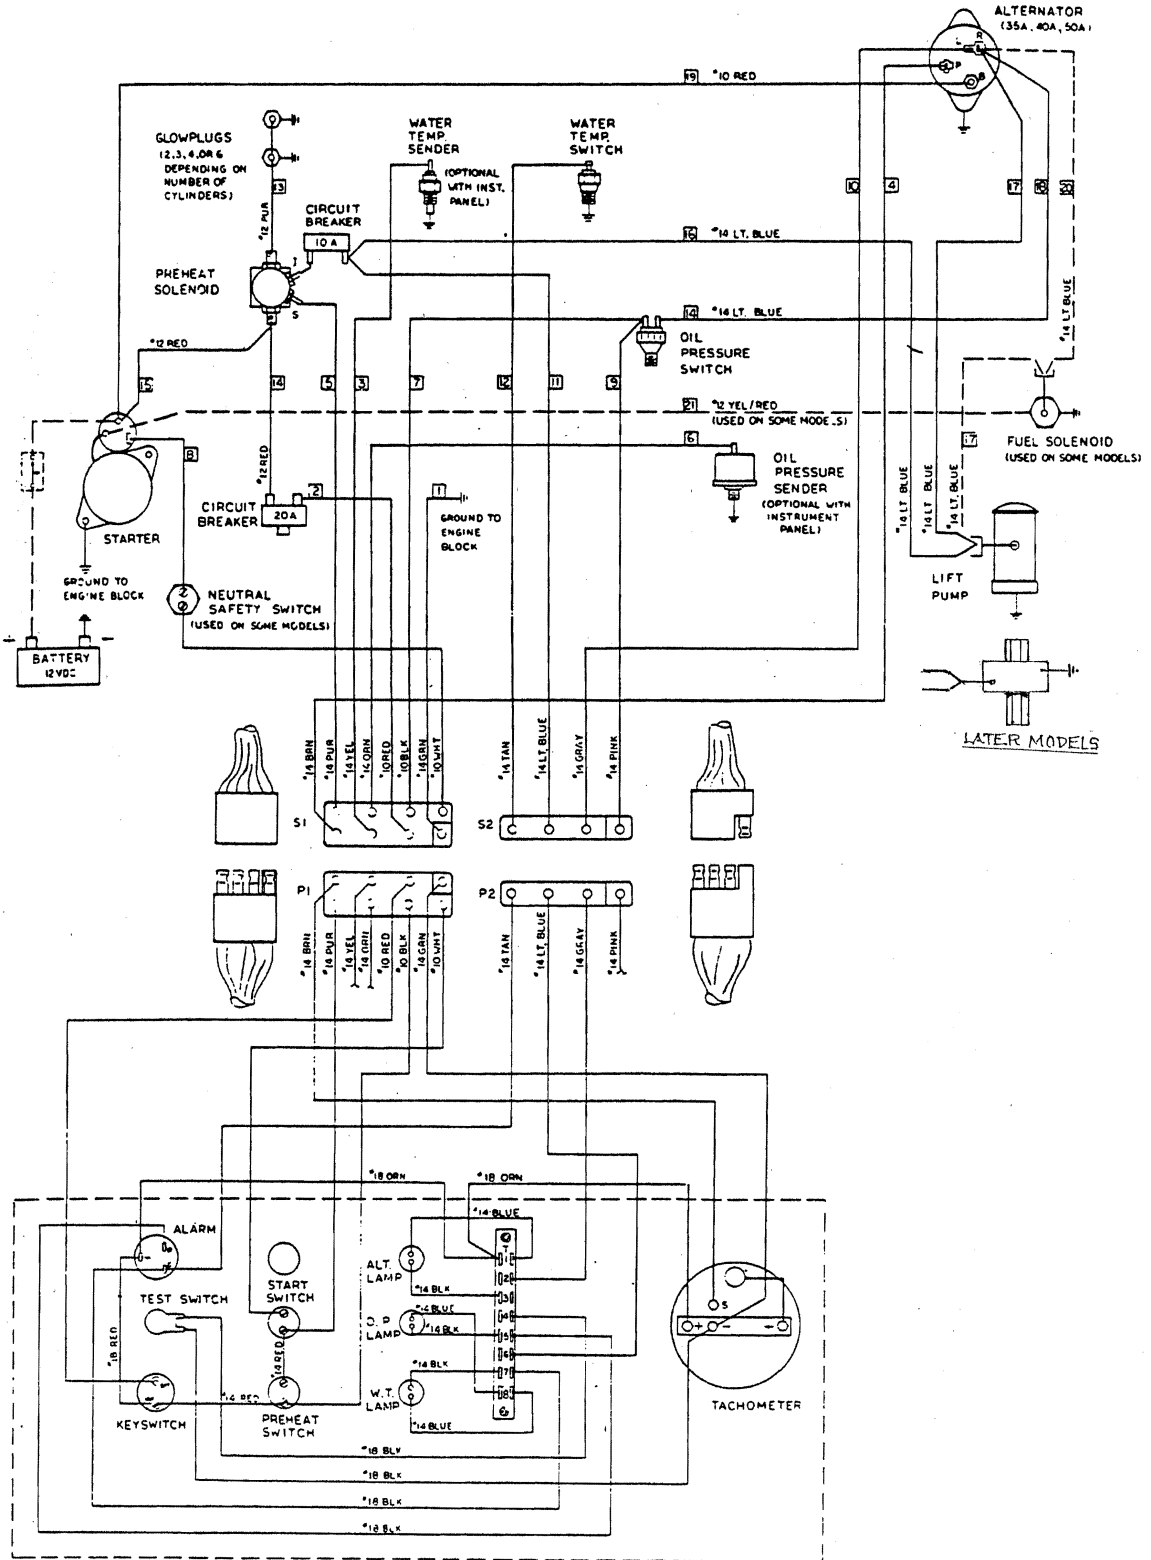 ALTERNATOR
(35A, 40A, 50A)
L
R
P
B
19 #10 RED
GLOWPLUGS
(2,3,4,OR 6
DEPENDING ON
NUMBER OF
CYLINDERS)
WATER
TEMP.
SENDER
(OPTIONAL
WITH INST.
PANEL)
WATER
TEMP.
SWITCH
13
#12 PUR
CIRCUIT
BREAKER
10 A
10
4
17
18
20
16 #14 LT. BLUE
PREHEAT
SOLENOID
I
S
14 #14 LT. BLUE
#14 LT. BLUE
OIL
PRESSURE
SWITCH
#12 RED
15
14
5
3
7
12
11
9
21 #12 YEL/RED
(USED ON SOME MODELS)
FUEL SOLENOID
(USED ON SOME MODELS)
17
8
6
#12 RED
OIL
PRESSURE
SENDER
(OPTIONAL WITH
INSTRUMENT
PANEL)
2
1
CIRCUIT
BREAKER
20A
GROUND TO
ENGINE
BLOCK
#14 LT. BLUE
#14 LT. BLUE
#14 LT. BLUE
STARTER
GROUND TO
ENGINE BLOCK
NEUTRAL
SAFETY SWITCH
(USED ON SOME MODELS)
LIFT
PUMP
BATTERY
12VDC
LATER MODELS
#14 BRN
#14 PUR
#14 YEL
#14 ORN
#10 RED
#10 BLK
#14 GRN
#10 WHT
#14 TAN
#14 LT. BLUE
#14 GRAY
#14 PINK
S1
S2
P1
P2
#14 BRN
#14 PUR
#14 YEL
#14 ORN
#10 RED
#10 BLK
#14 GRN
#10 WHT
#14 TAN
#14 LT. BLUE
#14 GRAY
#14 PINK
#18 ORN
#18 ORN
#14 BLUE
ALARM
ALT.
LAMP
START
SWITCH
T
1
2
3
4
5
6
7
8
#14 BLK
TEST SWITCH
#14 BLUE
O.P.
LAMP
#14 BLK
S
+
-
#18 RED
#14 RED
#14 BLK
W.T.
LAMP
#14 RED
KEYSWITCH
PREHEAT
SWITCH
#14 BLUE
TACHOMETER
#18 BLK
#18 BLK
#18 BLK
#18 BLK